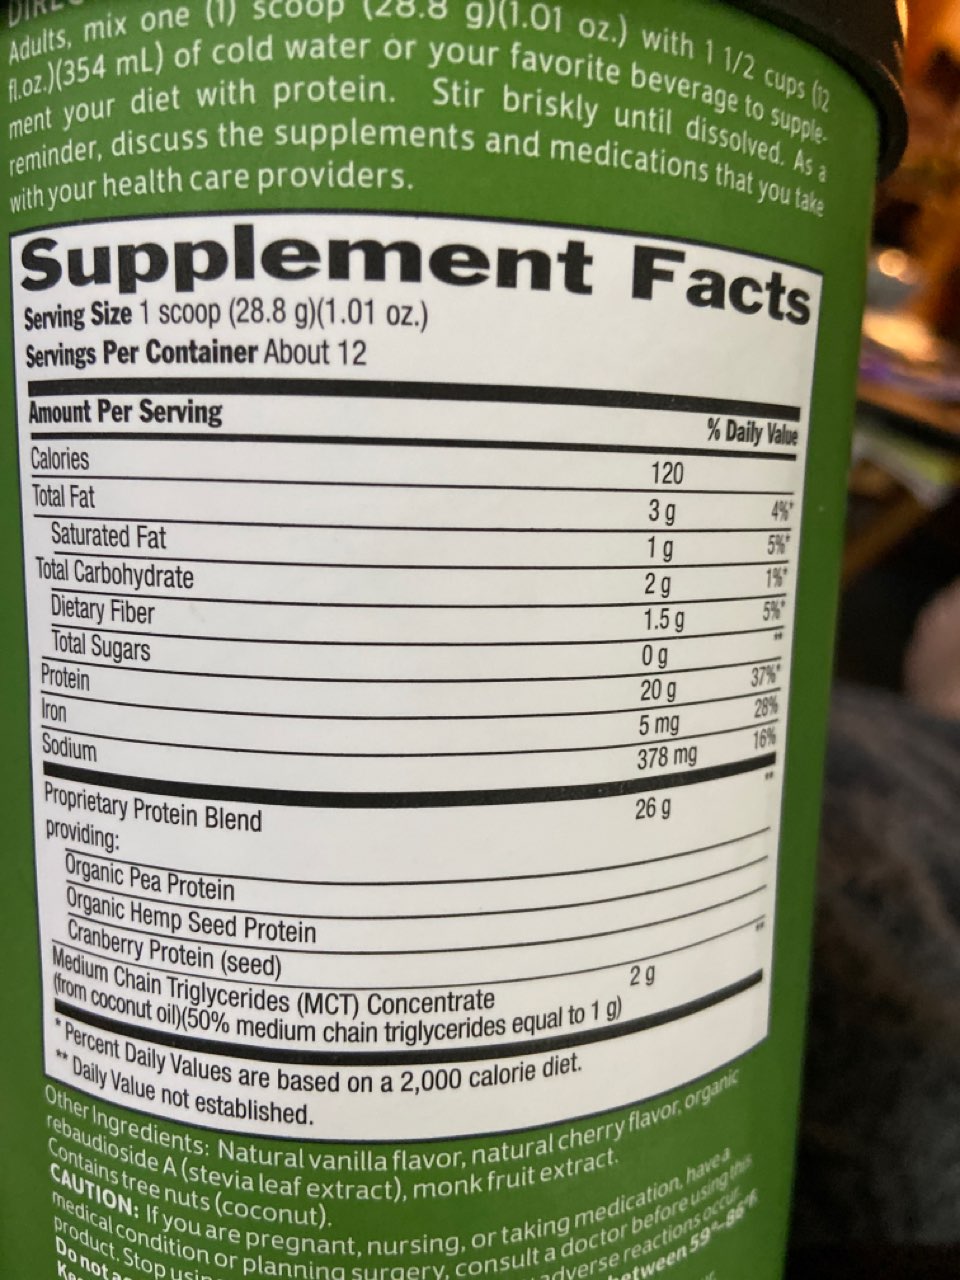 DIRE
Adults, mix one (1) scoop (28.8 g)(1.01 oz.) with 1 1/2 cups (12
fl.oz.)(354 mL) of cold water or your favorite beverage to supple-
ment your diet with protein. Stir briskly until dissolved. As a
reminder, discuss the supplements and medications that you take
with your health care providers.
Supplement Facts
Serving Size 1 scoop (28.8 g)(1.01 oz.)
Servings Per Container About 12
Amount Per Serving % Daily Value
Calories 120
Total Fat 3 g 4%*
Saturated Fat 1 g 5%*
Total Carbohydrate 2 g 1%*
Dietary Fiber 1.5 g 5%*
Total Sugars 0 g **
Protein 20 g 37%*
Iron 5 mg 28%
Sodium 378 mg 16%
Proprietary Protein Blend 26 g **
providing:
Organic Pea Protein
Organic Hemp Seed Protein
Cranberry Protein (seed)
Medium Chain Triglycerides (MCT) Concentrate 2 g **
(from coconut oil)(50% medium chain triglycerides equal to 1 g)
* Percent Daily Values are based on a 2,000 calorie diet.
** Daily Value not established.
Other Ingredients: Natural vanilla flavor, natural cherry flavor, organic
rebaudioside A (stevia leaf extract), monk fruit extract.
Contains tree nuts (coconut).
CAUTION: If you are pregnant, nursing, or taking medication, have a
medical condition or planning surgery, consult a doctor before using this
product. Stop usin adverse reactions occur.
Do not between 59°-86°F.